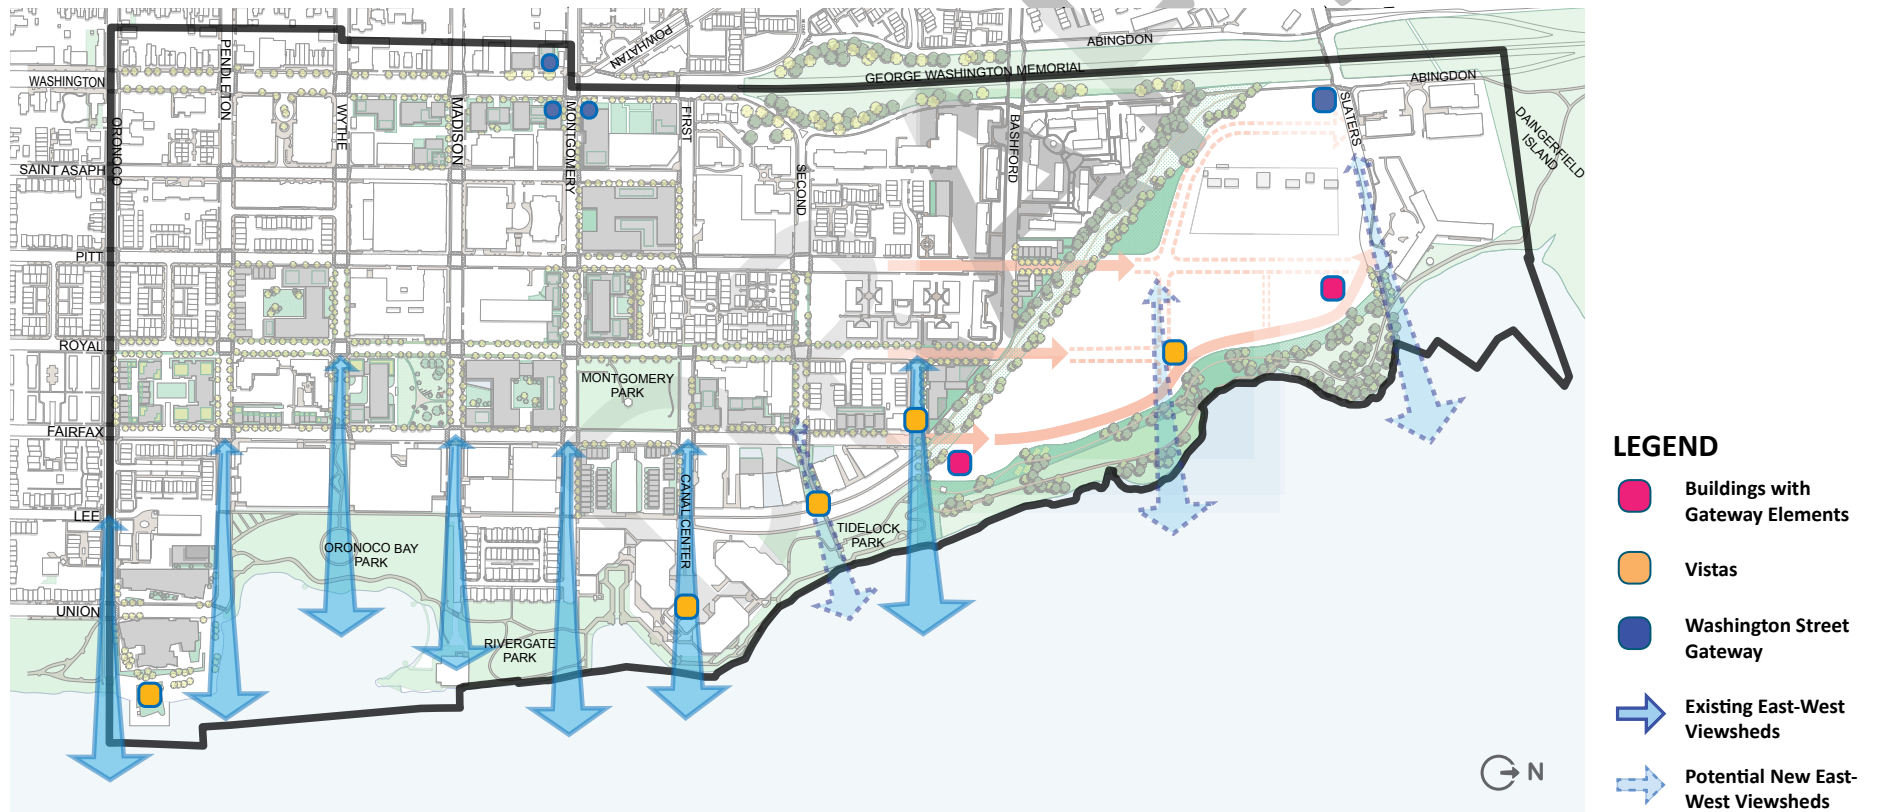 POWHATAN
ABINGDON
WASHINGTON
PENDLETON
GEORGE WASHINGTON MEMORIAL
ABINGDON
ORONOCO
WYTHE
MADISON
MONTGOMERY
FIRST
BASHFORD
SLATERS
DAINGERFIELD
ISLAND
SAINT ASAPH
SECOND
PITT
ROYAL
MONTGOMERY
PARK
FAIRFAX
CANAL CENTER
LEE
TIDELOCK
PARK
ORONOCO BAY
PARK
UNION
RIVERGATE
PARK
N
LEGEND
Buildings with
Gateway Elements
Vistas
Washington Street
Gateway
Existing East-West
Viewsheds
Potential New East-
West Viewsheds